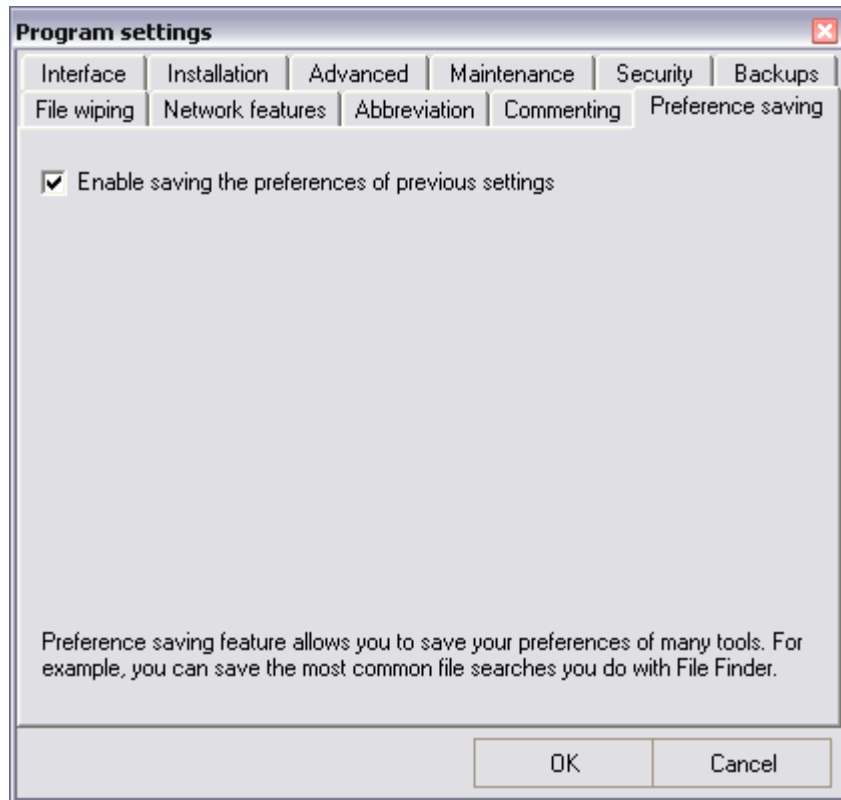 Program settings
Interface Installation Advanced Maintenance Security Backups
File wiping Network features Abbreviation Commenting Preference saving
Enable saving the preferences of previous settings
Preference saving feature allows you to save your preferences of many tools. For
example, you can save the most common file searches you do with File Finder.
OK Cancel